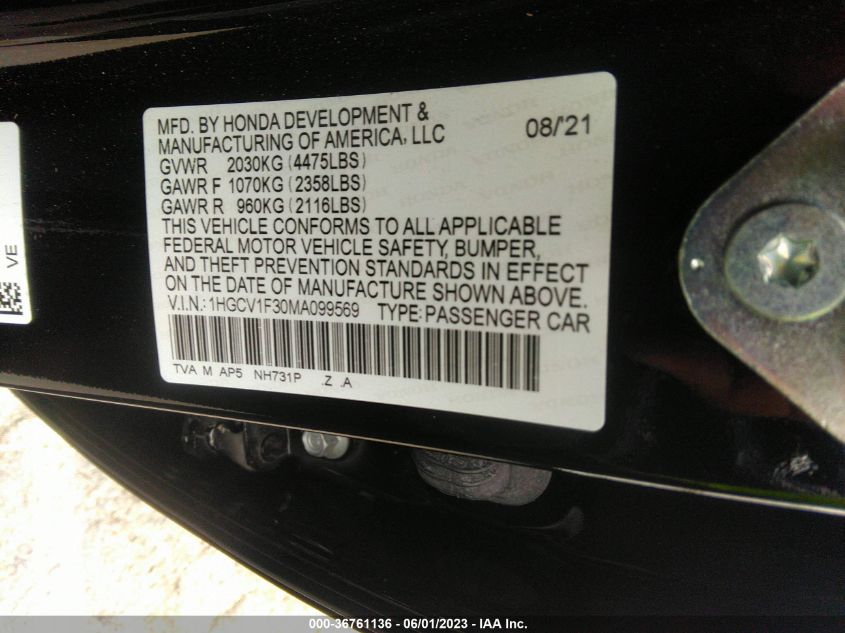 MFD. BY HONDA DEVELOPMENT &
MANUFACTURING OF AMERICA, LLC 08/'21
GVWR 2030KG (4475LBS)
GAWR F 1070KG (2358LBS)
GAWR R 960KG (2116LBS)
THIS VEHICLE CONFORMS TO ALL APPLICABLE
FEDERAL MOTOR VEHICLE SAFETY, BUMPER,
AND THEFT PREVENTION STANDARDS IN EFFECT
ON THE DATE OF MANUFACTURE SHOWN ABOVE.
V.I.N.: 1HGCV1F30MA099569 TYPE: PASSENGER CAR
TVA M AP5 NH731P .Z .A
VE
000-36761136 - 06/01/2023 - IAA Inc.